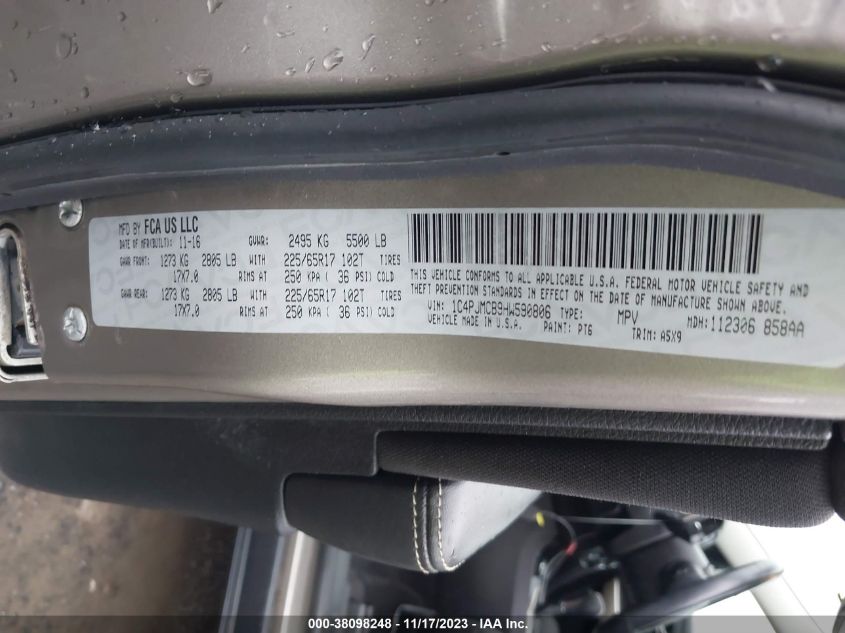 MFD BY FCA US LLC
DATE OF MFR(BUILT): 11-16 GVWR: 2495 KG 5500 LB
GAWR FRONT: 1273 KG 2805 LB WITH 225/65R17 102T TIRES
17X7.0 RIMS AT 250 KPA ( 36 PSI) COLD
GAWR REAR: 1273 KG 2805 LB WITH 225/65R17 102T TIRES
17X7.0 RIMS AT 250 KPA ( 36 PSI) COLD
THIS VEHICLE CONFORMS TO ALL APPLICABLE U.S.A. FEDERAL MOTOR VEHICLE SAFETY AND
THEFT PREVENTION STANDARDS IN EFFECT ON THE DATE OF MANUFACTURE SHOWN ABOVE.
VIN: 1C4PJMCB9HW590806 TYPE: MPV MDH: 112306 858AA
VEHICLE MADE IN U.S.A. PAINT: PTG TRIM: A5X9
000-38098248 - 11/17/2023 - IAA Inc.